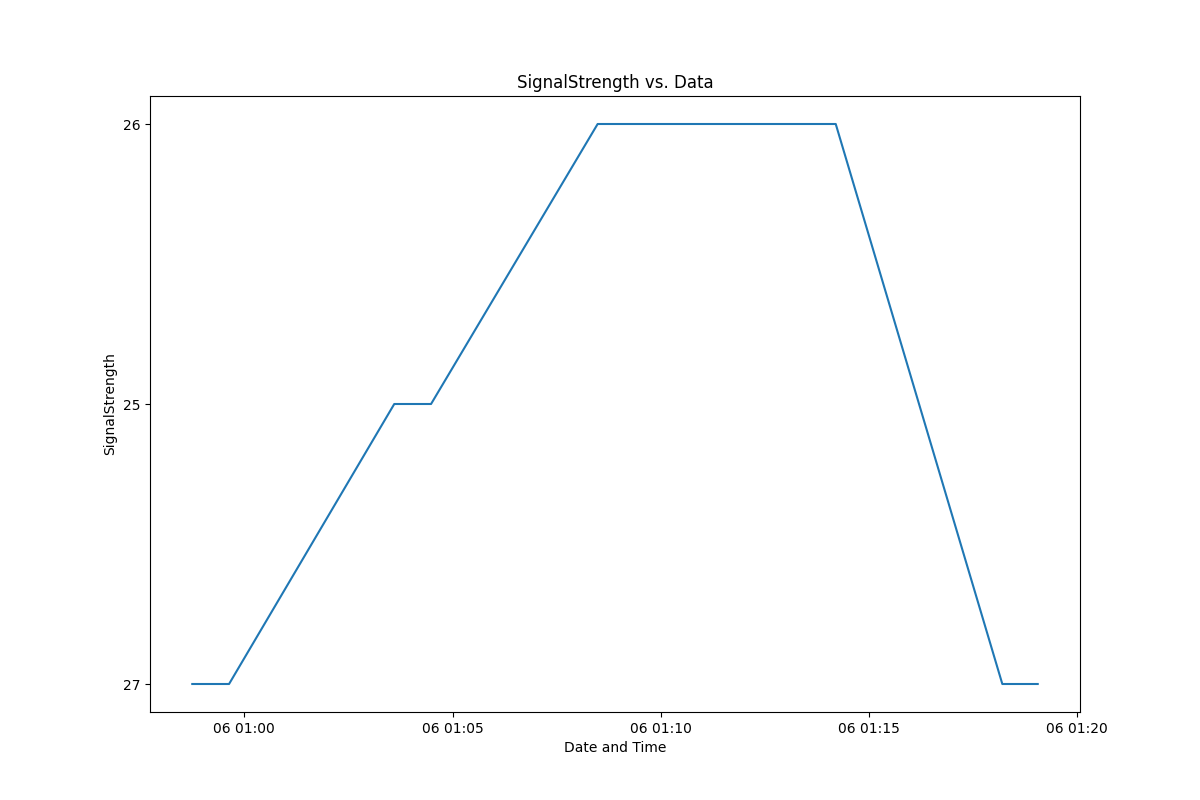 SignalStrength vs. Data
26
25
27
SignalStrength
06 01:00 06 01:05 06 01:10 06 01:15 06 01:20
Date and Time